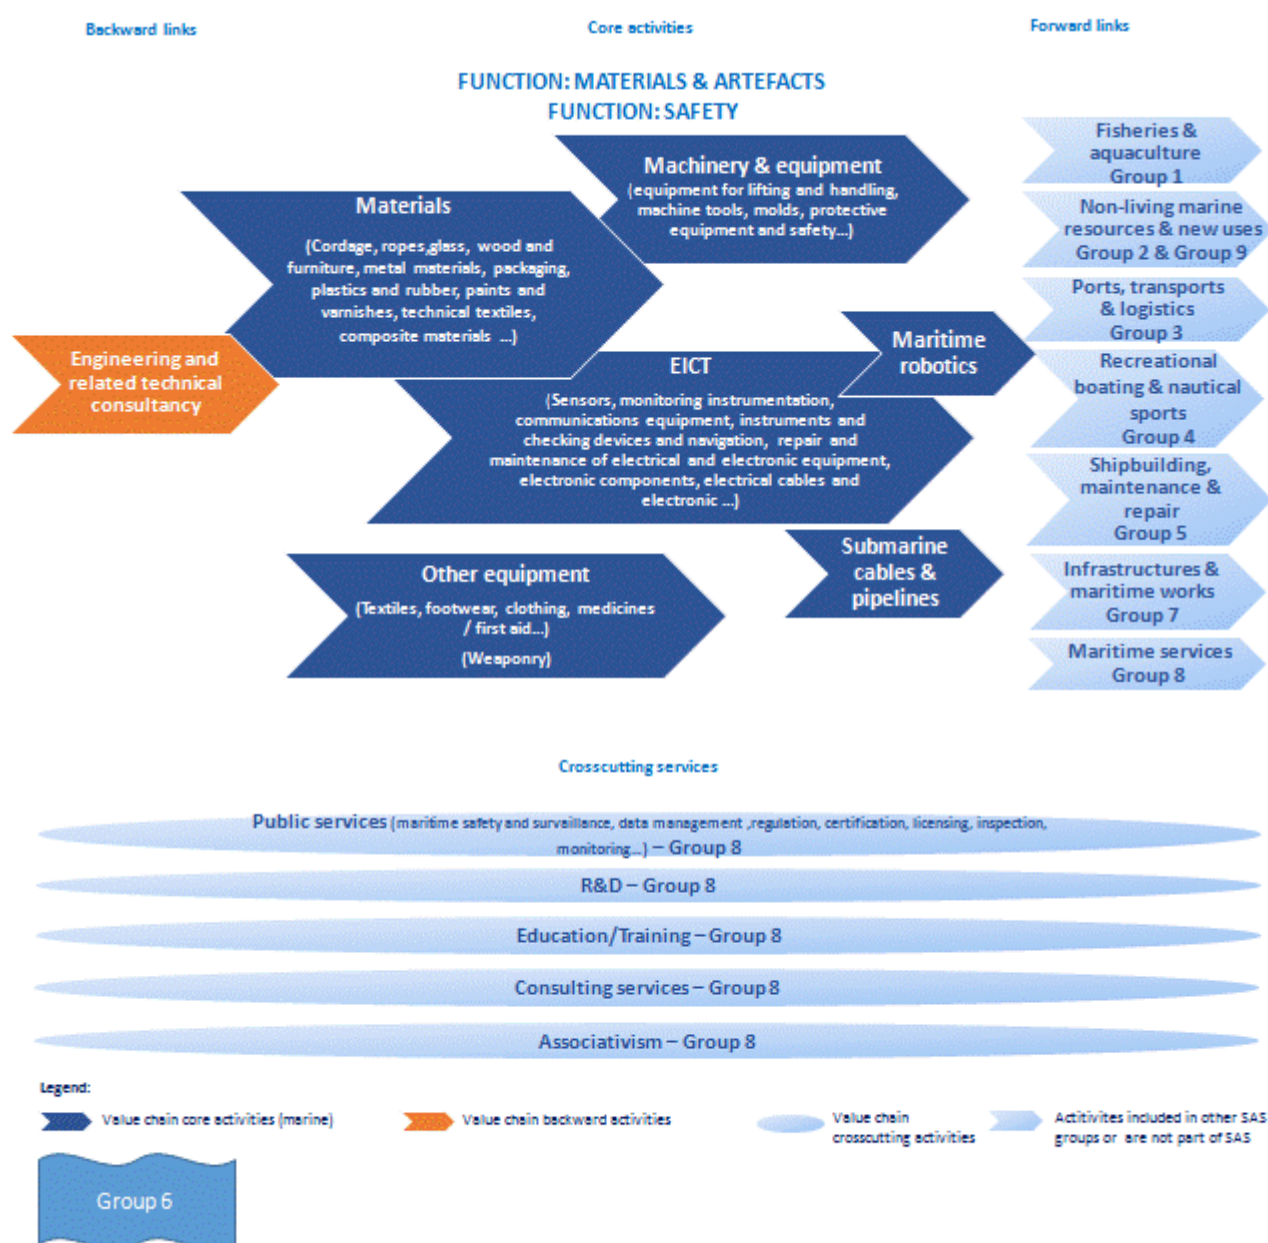 Backward links
Core activities
Forward links
FUNCTION: MATERIALS & ARTEFACTS
FUNCTION: SAFETY
Machinery & equipment
(equipment for lifting and handling,
machine tools, molds, protective
equipment and safety...)
Materials
(Cordage, ropes,glass, wood and
furniture, metal materials, packaging,
plastics and rubber, paints and
varnishes, technical textiles,
composite materials ...)
Engineering and
related technical
consultancy
Maritime
robotics
EICT
(Sensors, monitoring instrumentation,
communications equipment, instruments and
checking devices and navigation, repair and
maintenance of electrical and electronic equipment,
electronic components, electrical cables and
electronic ...)
Submarine
cables &
pipelines
Other equipment
(Textiles, footwear, clothing, medicines
/ first aid...)
(Weaponry)
Fisheries &
aquaculture
Group 1
Non-living marine
resources & new uses
Group 2 & Group 9
Ports, transports
& logistics
Group 3
Recreational
boating & nautical
sports
Group 4
Shipbuilding,
maintenance &
repair
Group 5
Infrastructures &
maritime works
Group 7
Maritime services
Group 8
Crosscutting services
Public services (maritime safety and survaillance, data management ,regulation, certification, licensing, inspection,
monitoring...) – Group 8
R&D – Group 8
Education/Training – Group 8
Consulting services – Group 8
Associativism – Group 8
Legend:
Value chain core activities (marine)
Value chain backward activities
Value chain
crosscutting activities
Actitivites included in other SAS
groups or are not part of SAS
Group 6